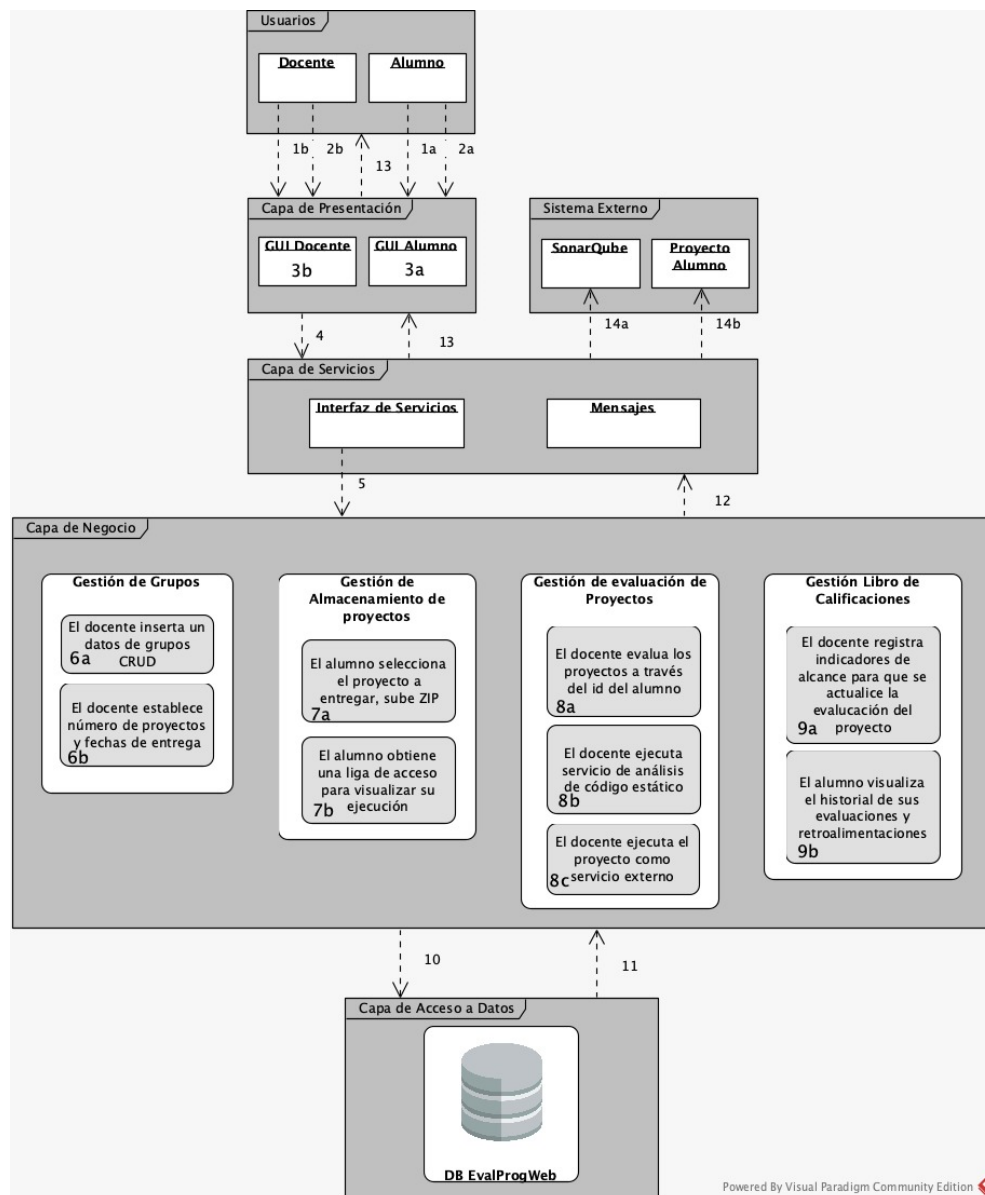 Usuarios
Docente
Alumno
1b
2b
13
1a
2a
Capa de Presentación
GUI Docente
3b
GUI Alumno
3a
Sistema Externo
SonarQube
Proyecto
Alumno
4
13
14a
14b
Capa de Servicios
Interfaz de Servicios
Mensajes
5
12
Capa de Negocio
Gestión de Grupos
El docente inserta un
datos de grupos
CRUD
6a
El docente establece
número de proyectos
y fechas de entrega
6b
Gestión de
Almacenamiento de
proyectos
El alumno selecciona
el proyecto a
entregar, sube ZIP
7a
El alumno obtiene
una liga de acceso
para visualizar su
ejecución
7b
Gestión de evaluación de
Proyectos
El docente evalua los
proyectos a través
del id del alumno
8a
El docente ejecuta
servicio de análisis
de código estático
8b
El docente ejecuta el
proyecto como
servicio externo
8c
Gestión Libro de
Calificaciones
El docente registra
indicadores de
alcance para que se
actualice la
evalucación del
proyecto
9a
El alumno visualiza
el historial de sus
evaluaciones y
retroalimentaciones
9b
10
11
Capa de Acceso a Datos
DB EvalProgWeb
Powered By Visual Paradigm Community Edition